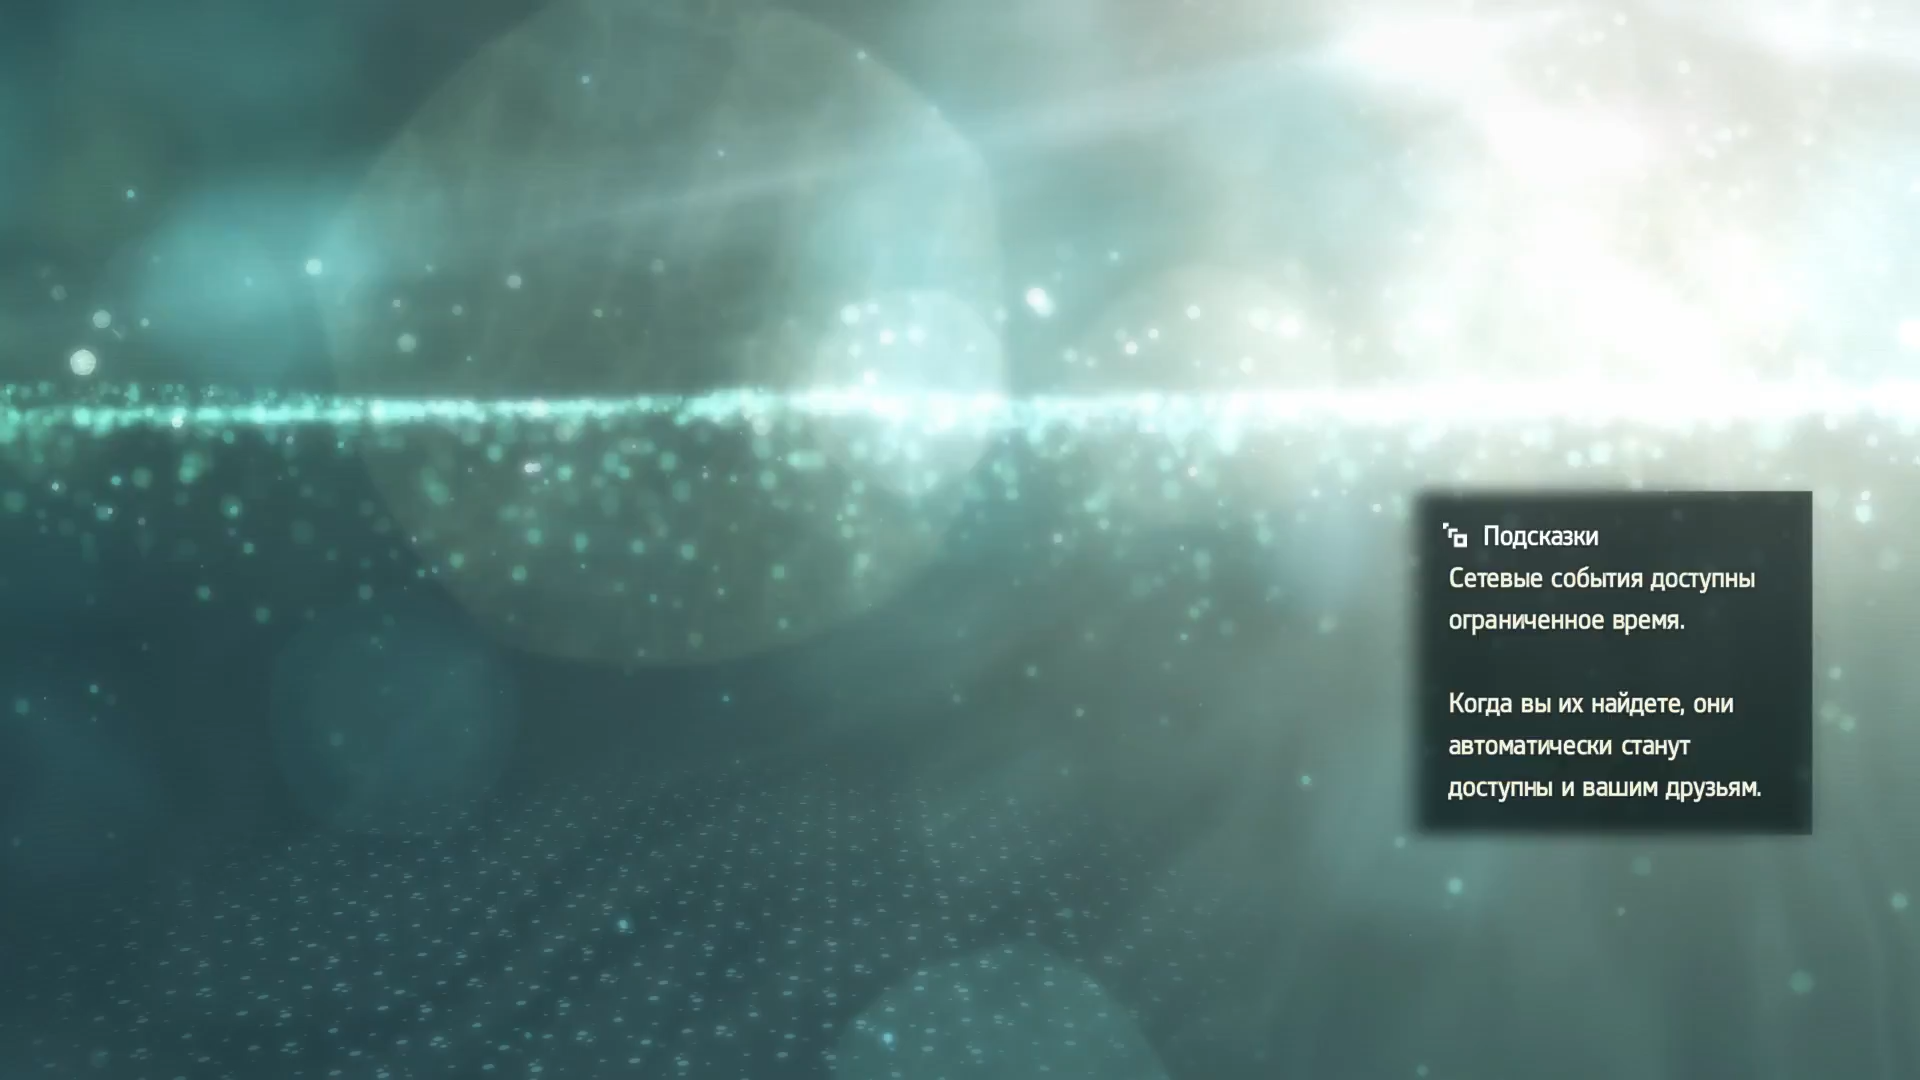 Подсказки
Сетевые события доступны
ограниченное время.
Когда вы их найдете, они
автоматически станут
доступны и вашим друзьям.